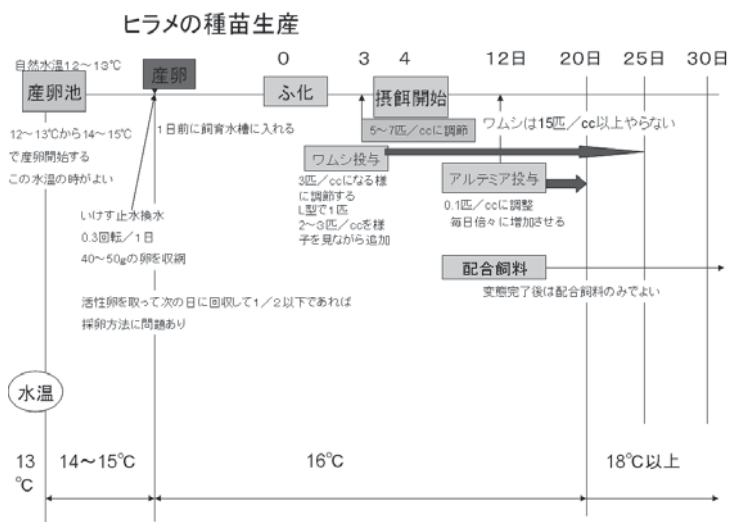 ヒラメの種苗生産
自然水温12～13℃
産卵池
産卵
0
3
4
12日
20日
25日
30日
ふ化
摂餌開始
12～13℃から14～15℃
で産卵開始する
この水温の時がよい
1日前に飼育水槽に入れる
5～7匹／ccに調節
ワムシは15匹／cc以上やらない
ワムシ投与
3匹／ccになる様
に調節する
L型で1匹
2～3匹／ccを様
子を見ながら追加
アルテミア投与
0.1匹／ccに調整
毎日倍々に増加させる
いけす止水換水
0.3回転／1日
40～50gの卵を収網
配合飼料
変態完了後は配合飼料のみでよい
活性卵を取って次の日に回収して1／2以下であれば
採卵方法に問題あり
水温
13
℃
14～15℃
16℃
18℃以上